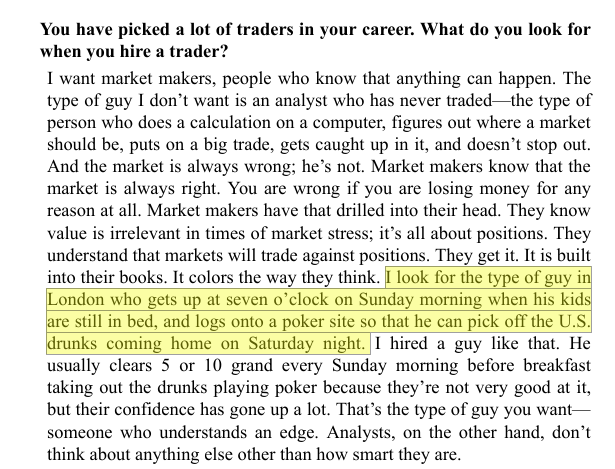 You have picked a lot of traders in your career. What do you look for
when you hire a trader?
I want market makers, people who know that anything can happen. The
type of guy I don’t want is an analyst who has never traded—the type of
person who does a calculation on a computer, figures out where a market
should be, puts on a big trade, gets caught up in it, and doesn’t stop out.
And the market is always wrong; he’s not. Market makers know that the
market is always right. You are wrong if you are losing money for any
reason at all. Market makers have that drilled into their head. They know
value is irrelevant in times of market stress; it’s all about positions. They
understand that markets will trade against positions. They get it. It is built
into their books. It colors the way they think. I look for the type of guy in
London who gets up at seven o’clock on Sunday morning when his kids
are still in bed, and logs onto a poker site so that he can pick off the U.S.
drunks coming home on Saturday night. I hired a guy like that. He
usually clears 5 or 10 grand every Sunday morning before breakfast
taking out the drunks playing poker because they’re not very good at it,
but their confidence has gone up a lot. That’s the type of guy you want—
someone who understands an edge. Analysts, on the other hand, don’t
think about anything else other than how smart they are.